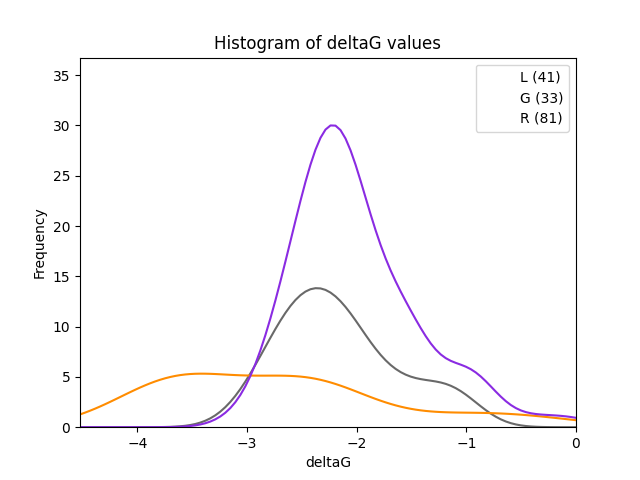 Histogram of deltaG values
L (41)
G (33)
R (81)
Frequency
35
30
25
20
15
10
5
0
−4
−3
−2
−1
0
deltaG